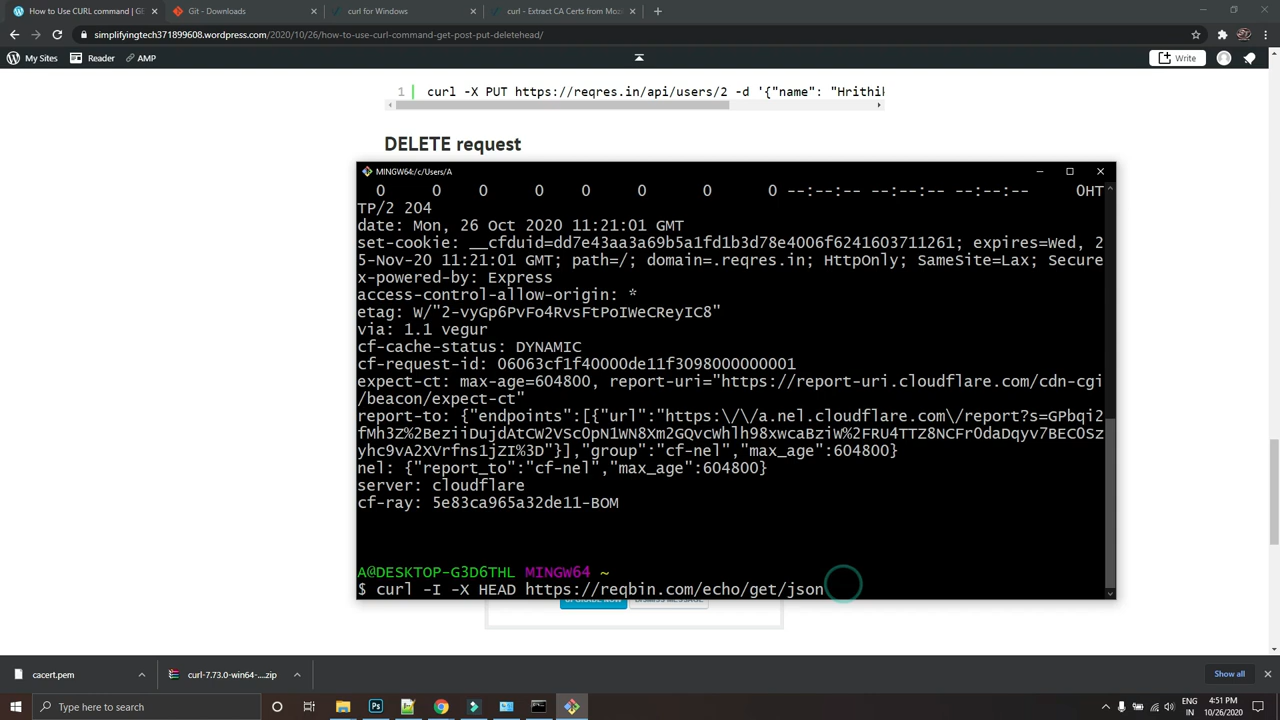 How to Use CURL command | GE
Git - Downloads
curl for Windows
curl - Extract CA Certs from Mozi
simplifyingtech371899608.wordpress.com/2020/10/26/how-to-use-curl-command-get-post-put-deletehead/
My Sites
Reader
AMP
Write
1
curl -X PUT https://reqres.in/api/users/2 -d '{"name": "Hrithik
DELETE request
MINGW64:/c/Users/A
0 0 0 0 0 0 0 0 --:--:-- --:--:-- --:--:-- 0HT
TP/2 204
date: Mon, 26 Oct 2020 11:21:01 GMT
set-cookie: __cfduid=dd7e43aa3a69b5a1fd1b3d78e4006f6241603711261; expires=Wed, 2
5-Nov-20 11:21:01 GMT; path=/; domain=.reqres.in; HttpOnly; SameSite=Lax; Secure
x-powered-by: Express
access-control-allow-origin: *
etag: W/"2-vyGp6PvFo4RvsFtPoIWeCReyIC8"
via: 1.1 vegur
cf-cache-status: DYNAMIC
cf-request-id: 06063cf1f40000de11f3098000000001
expect-ct: max-age=604800, report-uri="https://report-uri.cloudflare.com/cdn-cgi
/beacon/expect-ct"
report-to: {"endpoints":[{"url":"https:\/\/a.nel.cloudflare.com\/report?s=GPbqi2
fMh3Z%2BeziiDujdAtCW2VSc0pN1WN8Xm2GQvcWhlh98xwcaBziW%2FRU4TTZ8NCFr0daDqyv7BEC0Sz
yhc9vA2XVrfns1jZI%3D"}],"group":"cf-nel","max_age":604800}
nel: {"report_to":"cf-nel","max_age":604800}
server: cloudflare
cf-ray: 5e83ca965a32de11-BOM
A@DESKTOP-G3D6THL MINGW64 ~
$ curl -I -X HEAD https://reqbin.com/echo/get/json
cacert.pem
curl-7.73.0-win64-....zip
Show all
Type here to search
ENG
IN
4:51 PM
10/26/2020